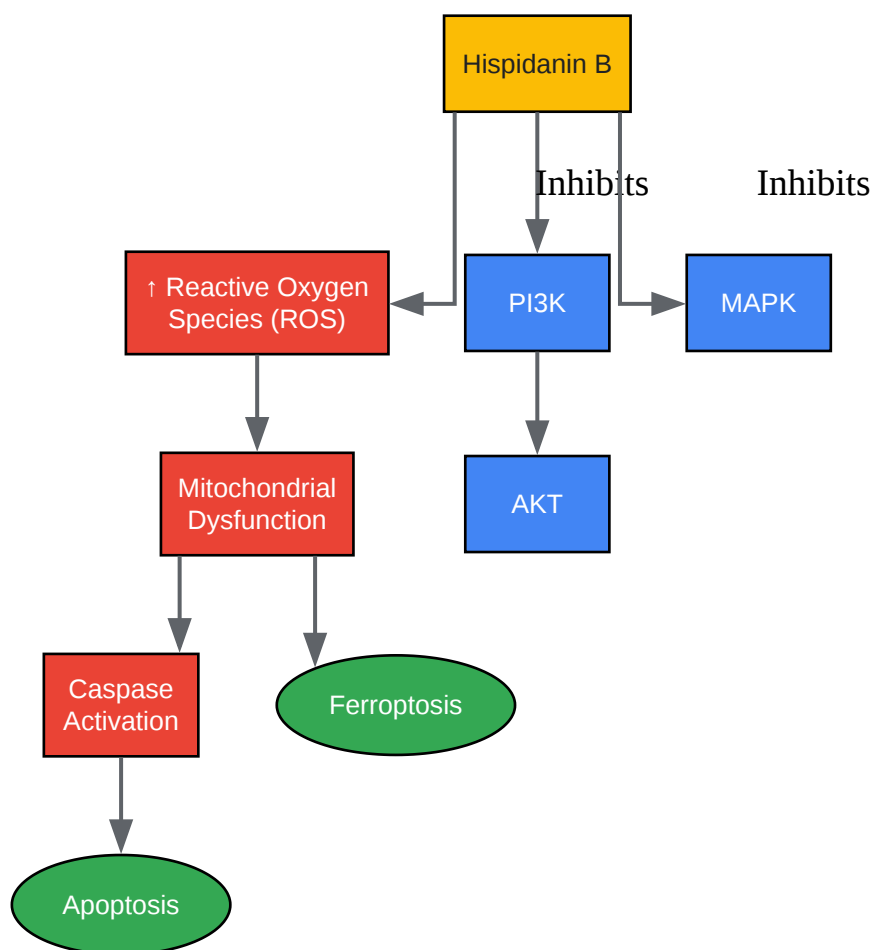 Hispidanin B
Inhibits
Inhibits
↑ Reactive Oxygen
Species (ROS)
PI3K
MAPK
Mitochondrial
Dysfunction
AKT
Caspase
Activation
Ferroptosis
Apoptosis